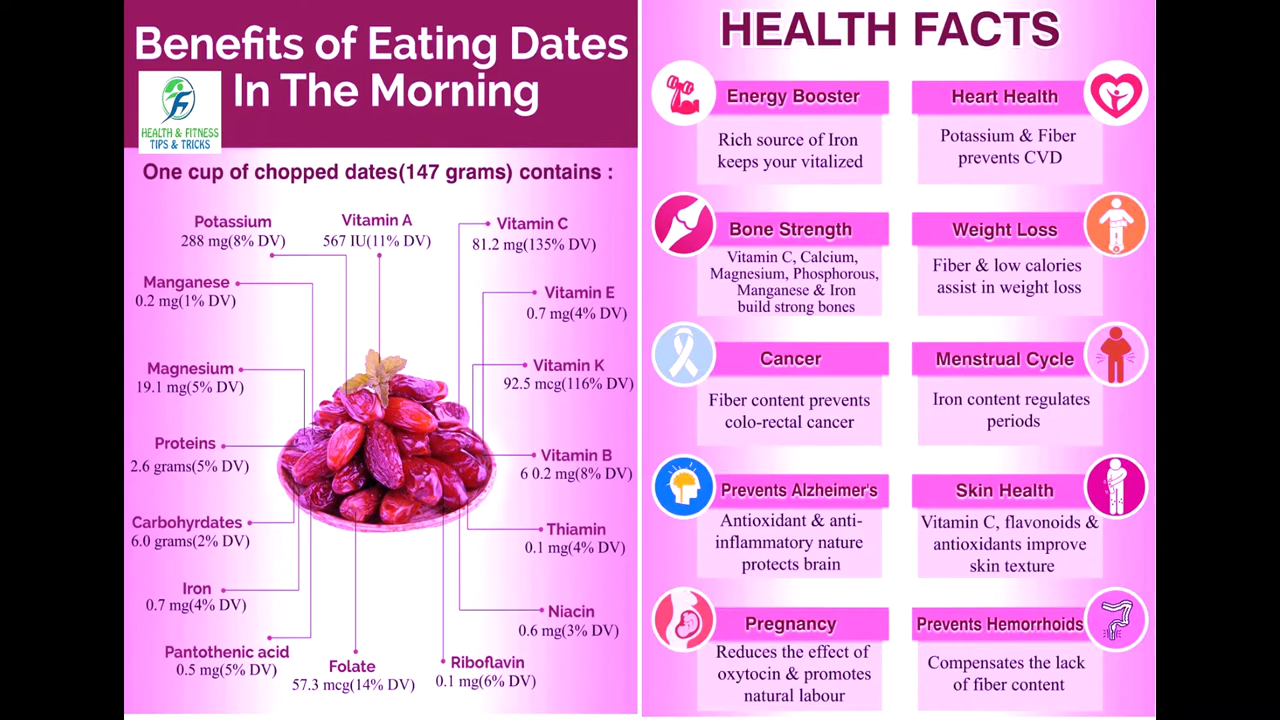 Benefits of Eating Dates
In The Morning
HEALTH & FITNESS
TIPS & TRICKS
One cup of chopped dates(147 grams) contains :
Potassium
288 mg(8% DV)
Vitamin A
567 IU(11% DV)
Vitamin C
81.2 mg(135% DV)
Manganese
0.2 mg(1% DV)
Vitamin E
0.7 mg(4% DV)
Magnesium
19.1 mg(5% DV)
Vitamin K
92.5 mcg(116% DV)
Proteins
2.6 grams(5% DV)
Vitamin B
6 0.2 mg(8% DV)
Carbohyrdates
6.0 grams(2% DV)
Thiamin
0.1 mg(4% DV)
Iron
0.7 mg(4% DV)
Niacin
0.6 mg(3% DV)
Pantothenic acid
0.5 mg(5% DV)
Folate
57.3 mcg(14% DV)
Riboflavin
0.1 mg(6% DV)
HEALTH FACTS
Energy Booster
Rich source of Iron
keeps your vitalized
Heart Health
Potassium & Fiber
prevents CVD
Bone Strength
Vitamin C, Calcium,
Magnesium, Phosphorous,
Manganese & Iron
build strong bones
Weight Loss
Fiber & low calories
assist in weight loss
Cancer
Fiber content prevents
colo-rectal cancer
Menstrual Cycle
Iron content regulates
periods
Prevents Alzheimer's
Antioxidant & anti-
inflammatory nature
protects brain
Skin Health
Vitamin C, flavonoids &
antioxidants improve
skin texture
Pregnancy
Reduces the effect of
oxytocin & promotes
natural labour
Prevents Hemorrhoids
Compensates the lack
of fiber content